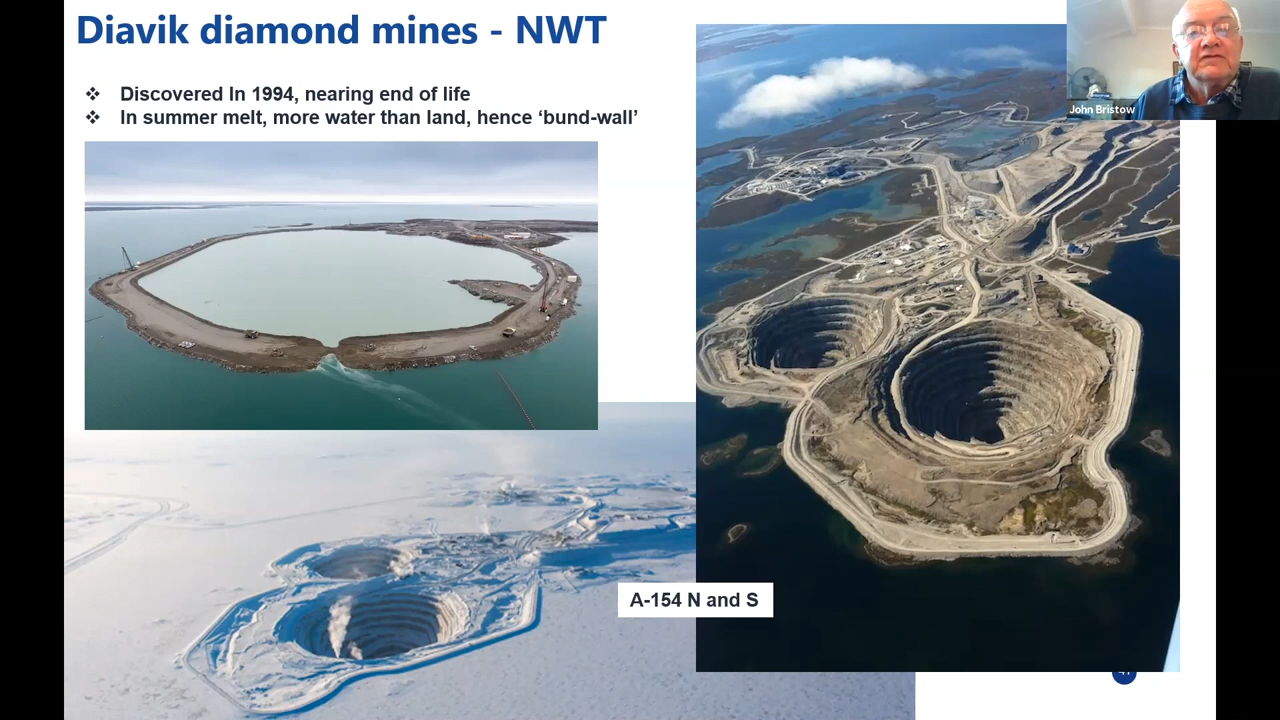 Diavik diamond mines - NWT
❖ Discovered In 1994, nearing end of life
❖ In summer melt, more water than land, hence ‘bund-wall’
John Bristow
A-154 N and S